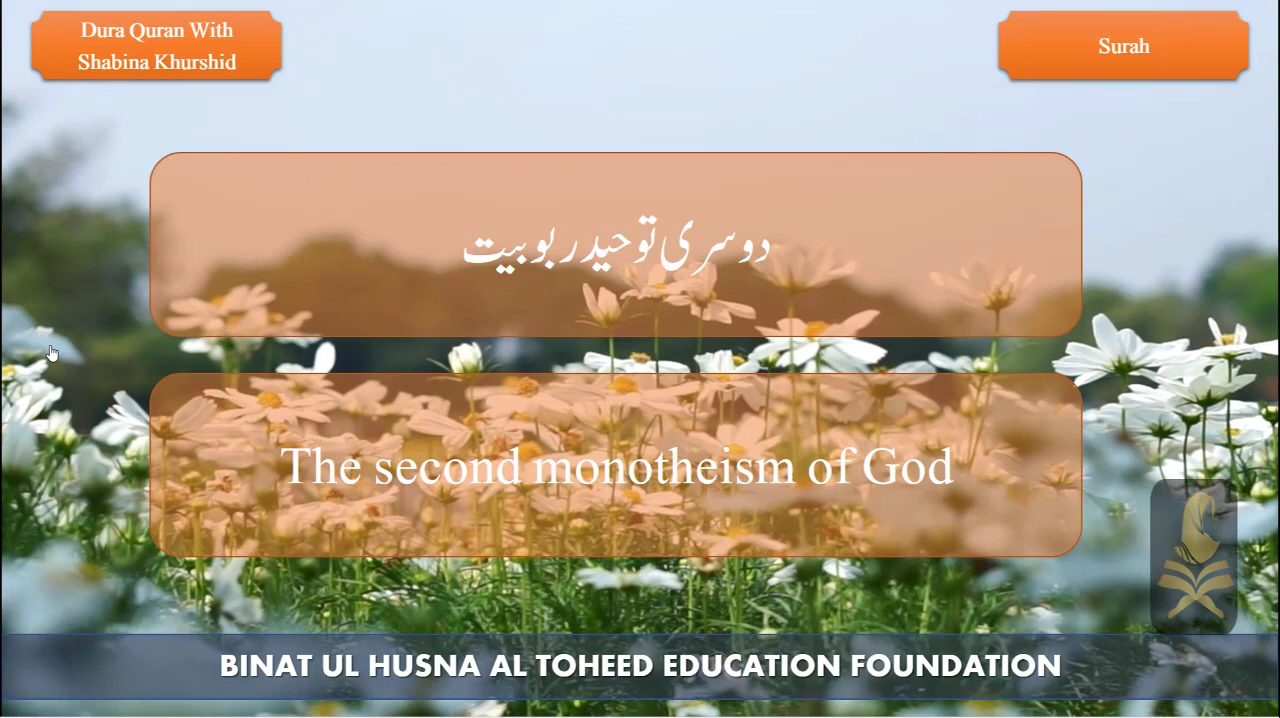 Dura Quran With
Shabina Khurshid
Surah
دوسری توحید ربوبیت
The second monotheism of God
BINAT UL HUSNA AL TOHEED EDUCATION FOUNDATION